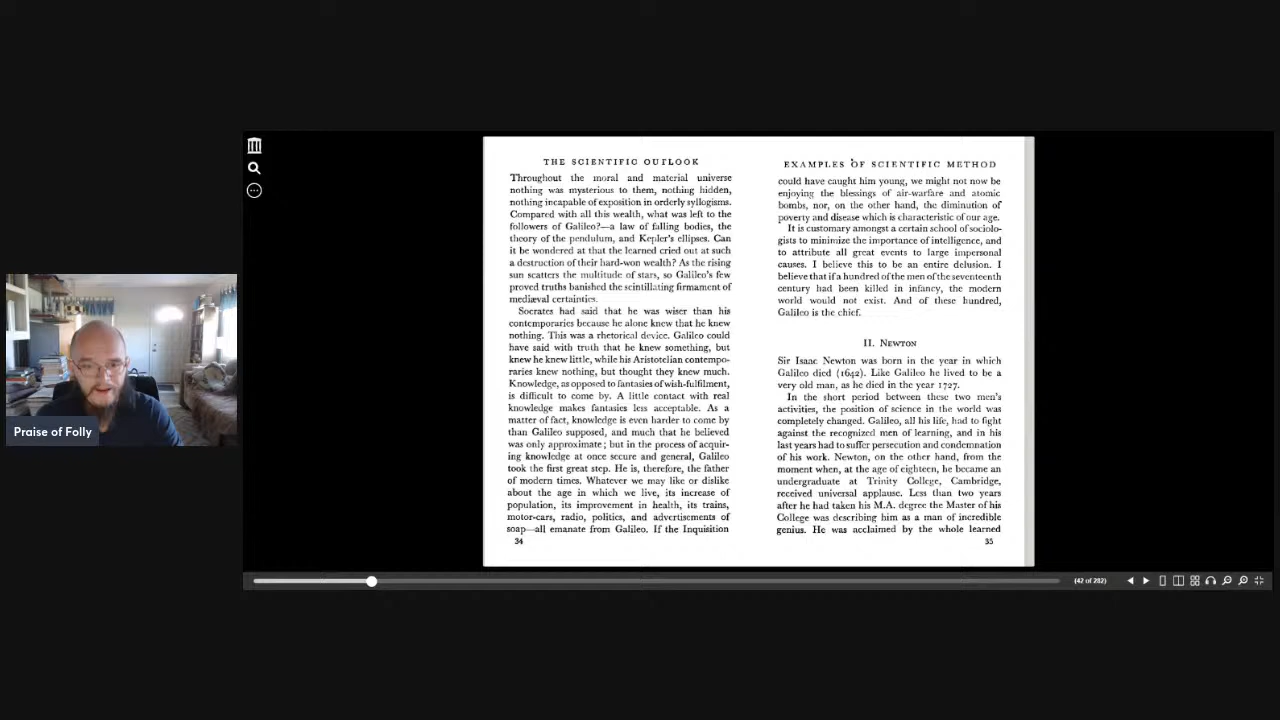 THE SCIENTIFIC OUTLOOK
Throughout the moral and material universe
nothing was mysterious to them, nothing hidden,
nothing incapable of exposition in orderly syllogisms.
Compared with all this wealth, what was left to the
followers of Galileo?—a law of falling bodies, the
theory of the pendulum, and Kepler's ellipses. Can
it be wondered at that the learned cried out at such
a destruction of their hard-won wealth? As the rising
sun scatters the multitude of stars, so Galileo's few
proved truths banished the scintillating firmament of
mediæval certainties.
Socrates had said that he was wiser than his
contemporaries because he alone knew that he knew
nothing. This was a rhetorical device. Galileo could
have said with truth that he knew something, but
knew he knew little, while his Aristotelian contempo-
raries knew nothing, but thought they knew much.
Knowledge, as opposed to fantasies of wish-fulfilment,
is difficult to come by. A little contact with real
knowledge makes fantasies less acceptable. As a
matter of fact, knowledge is even harder to come by
than Galileo supposed, and much that he believed
was only approximate; but in the process of acquir-
ing knowledge at once secure and general, Galileo
took the first great step. He is, therefore, the father
of modern times. Whatever we may like or dislike
about the age in which we live, its increase of
population, its improvement in health, its trains,
motor-cars, radio, politics, and advertisements of
soap—all emanate from Galileo. If the Inquisition
34
EXAMPLES OF SCIENTIFIC METHOD
could have caught him young, we might not now be
enjoying the blessings of air-warfare and atomic
bombs, nor, on the other hand, the diminution of
poverty and disease which is characteristic of our age.
It is customary amongst a certain school of sociolo-
gists to minimize the importance of intelligence, and
to attribute all great events to large impersonal
causes. I believe this to be an entire delusion. I
believe that if a hundred of the men of the seventeenth
century had been killed in infancy, the modern
world would not exist. And of these hundred,
Galileo is the chief.
II. NEWTON
Sir Isaac Newton was born in the year in which
Galileo died (1642). Like Galileo he lived to be a
very old man, as he died in the year 1727.
In the short period between these two men's
activities, the position of science in the world was
completely changed. Galileo, all his life, had to fight
against the recognized men of learning, and in his
last years had to suffer persecution and condemnation
of his work. Newton, on the other hand, from the
moment when, at the age of eighteen, he became an
undergraduate at Trinity College, Cambridge,
received universal applause. Less than two years
after he had taken his M.A. degree the Master of his
College was describing him as a man of incredible
genius. He was acclaimed by the whole learned
35
Praise of Folly
(42 of 282)